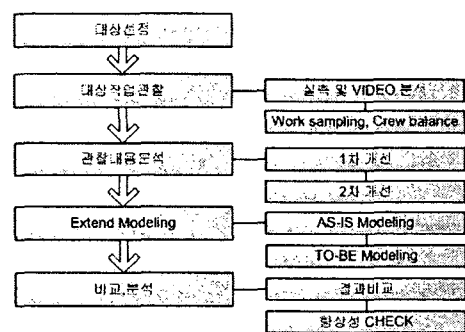 대상선정
대상작업관찰
실측 및 VIDEO 분석
Work sampling, Crew balance
관찰내용분석
1차 개선
2차 개선
Extend Modeling
AS-IS Modeling
TO-BE Modeling
비교,분석
결과비교
향상성 CHECK